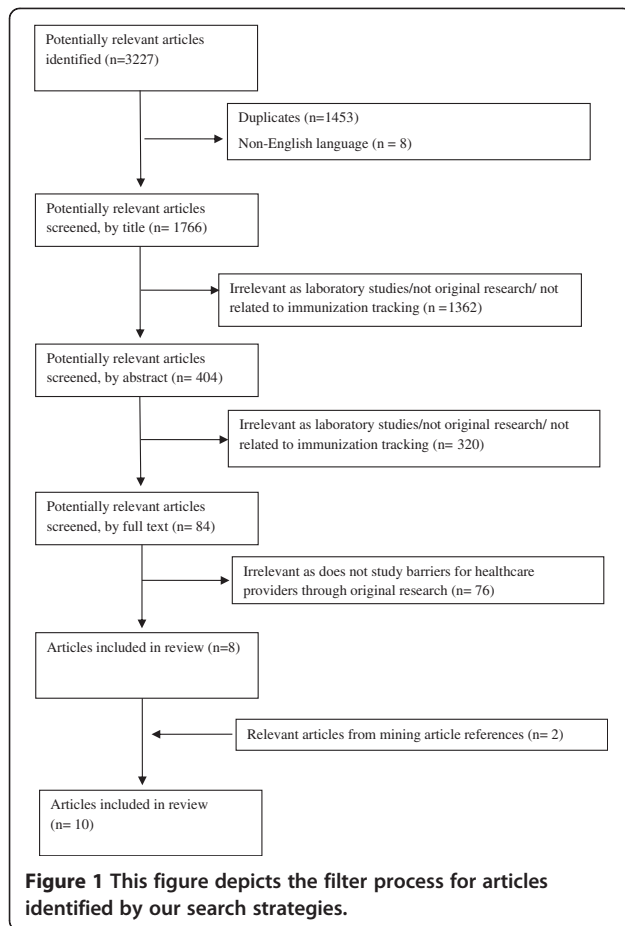 Potentially relevant articles
identified (n=3227)
Duplicates (n=1453)
Non-English language (n = 8)
Potentially relevant articles
screened, by title (n= 1766)
Irrelevant as laboratory studies/not original research/ not
related to immunization tracking (n =1362)
Potentially relevant articles
screened, by abstract (n= 404)
Irrelevant as laboratory studies/not original research/ not
related to immunization tracking (n= 320)
Potentially relevant articles
screened, by full text (n= 84)
Irrelevant as does not study barriers for healthcare
providers through original research (n= 76)
Articles included in review (n=8)
Relevant articles from mining article references (n= 2)
Articles included in review
(n= 10)
Figure 1 This figure depicts the filter process for articles
identified by our search strategies.